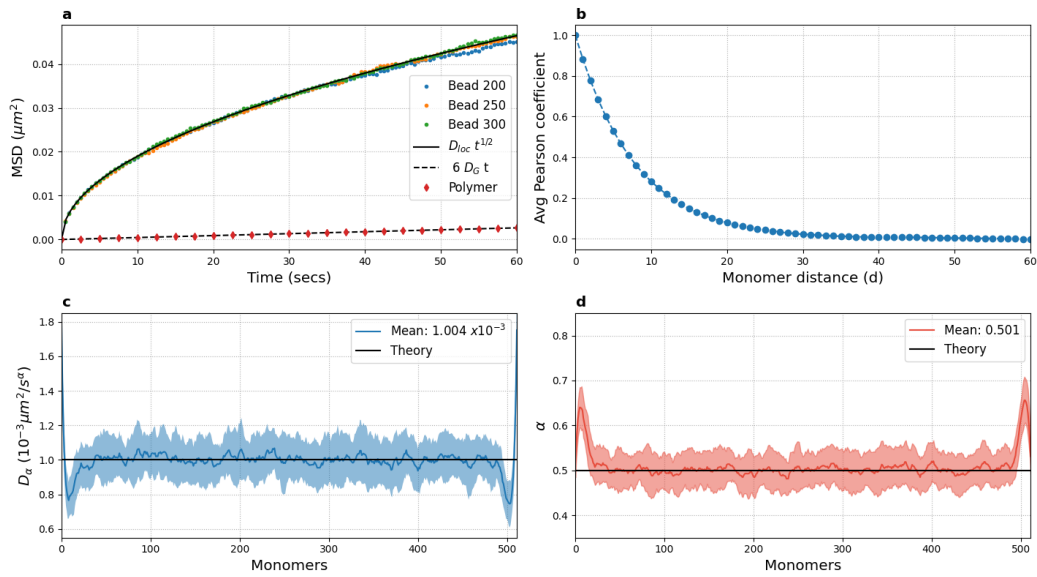 a
MSD (μm²)
0.04
0.03
0.02
0.01
0.00
0
10
20
30
40
50
60
Time (secs)
Bead 200
Bead 250
Bead 300
D_loc t^1/2
6 D_G t
Polymer
b
Avg Pearson coefficient
1.0
0.8
0.6
0.4
0.2
0.0
0
10
20
30
40
50
60
Monomer distance (d)
c
D_α (10⁻³μm²/s^α)
1.8
1.6
1.4
1.2
1.0
0.8
0.6
0
100
200
300
400
500
Monomers
Mean: 1.004 x10⁻³
Theory
d
α
0.8
0.7
0.6
0.5
0.4
0
100
200
300
400
500
Monomers
Mean: 0.501
Theory